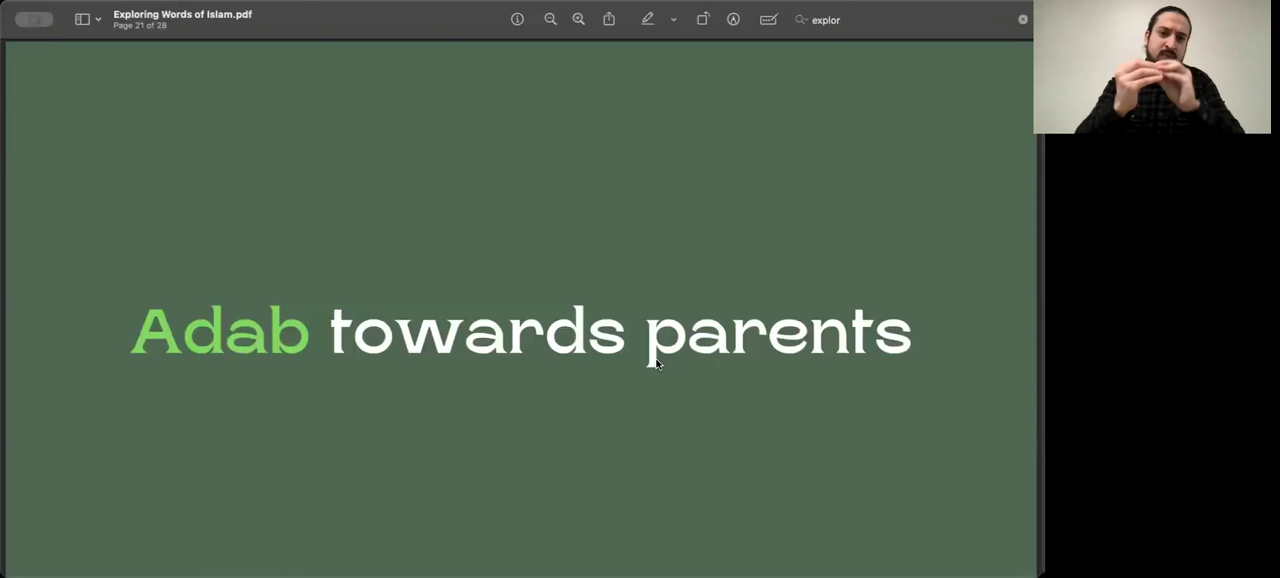 Exploring Words of Islam.pdf
Page 21 of 28
explor
Adab towards parents